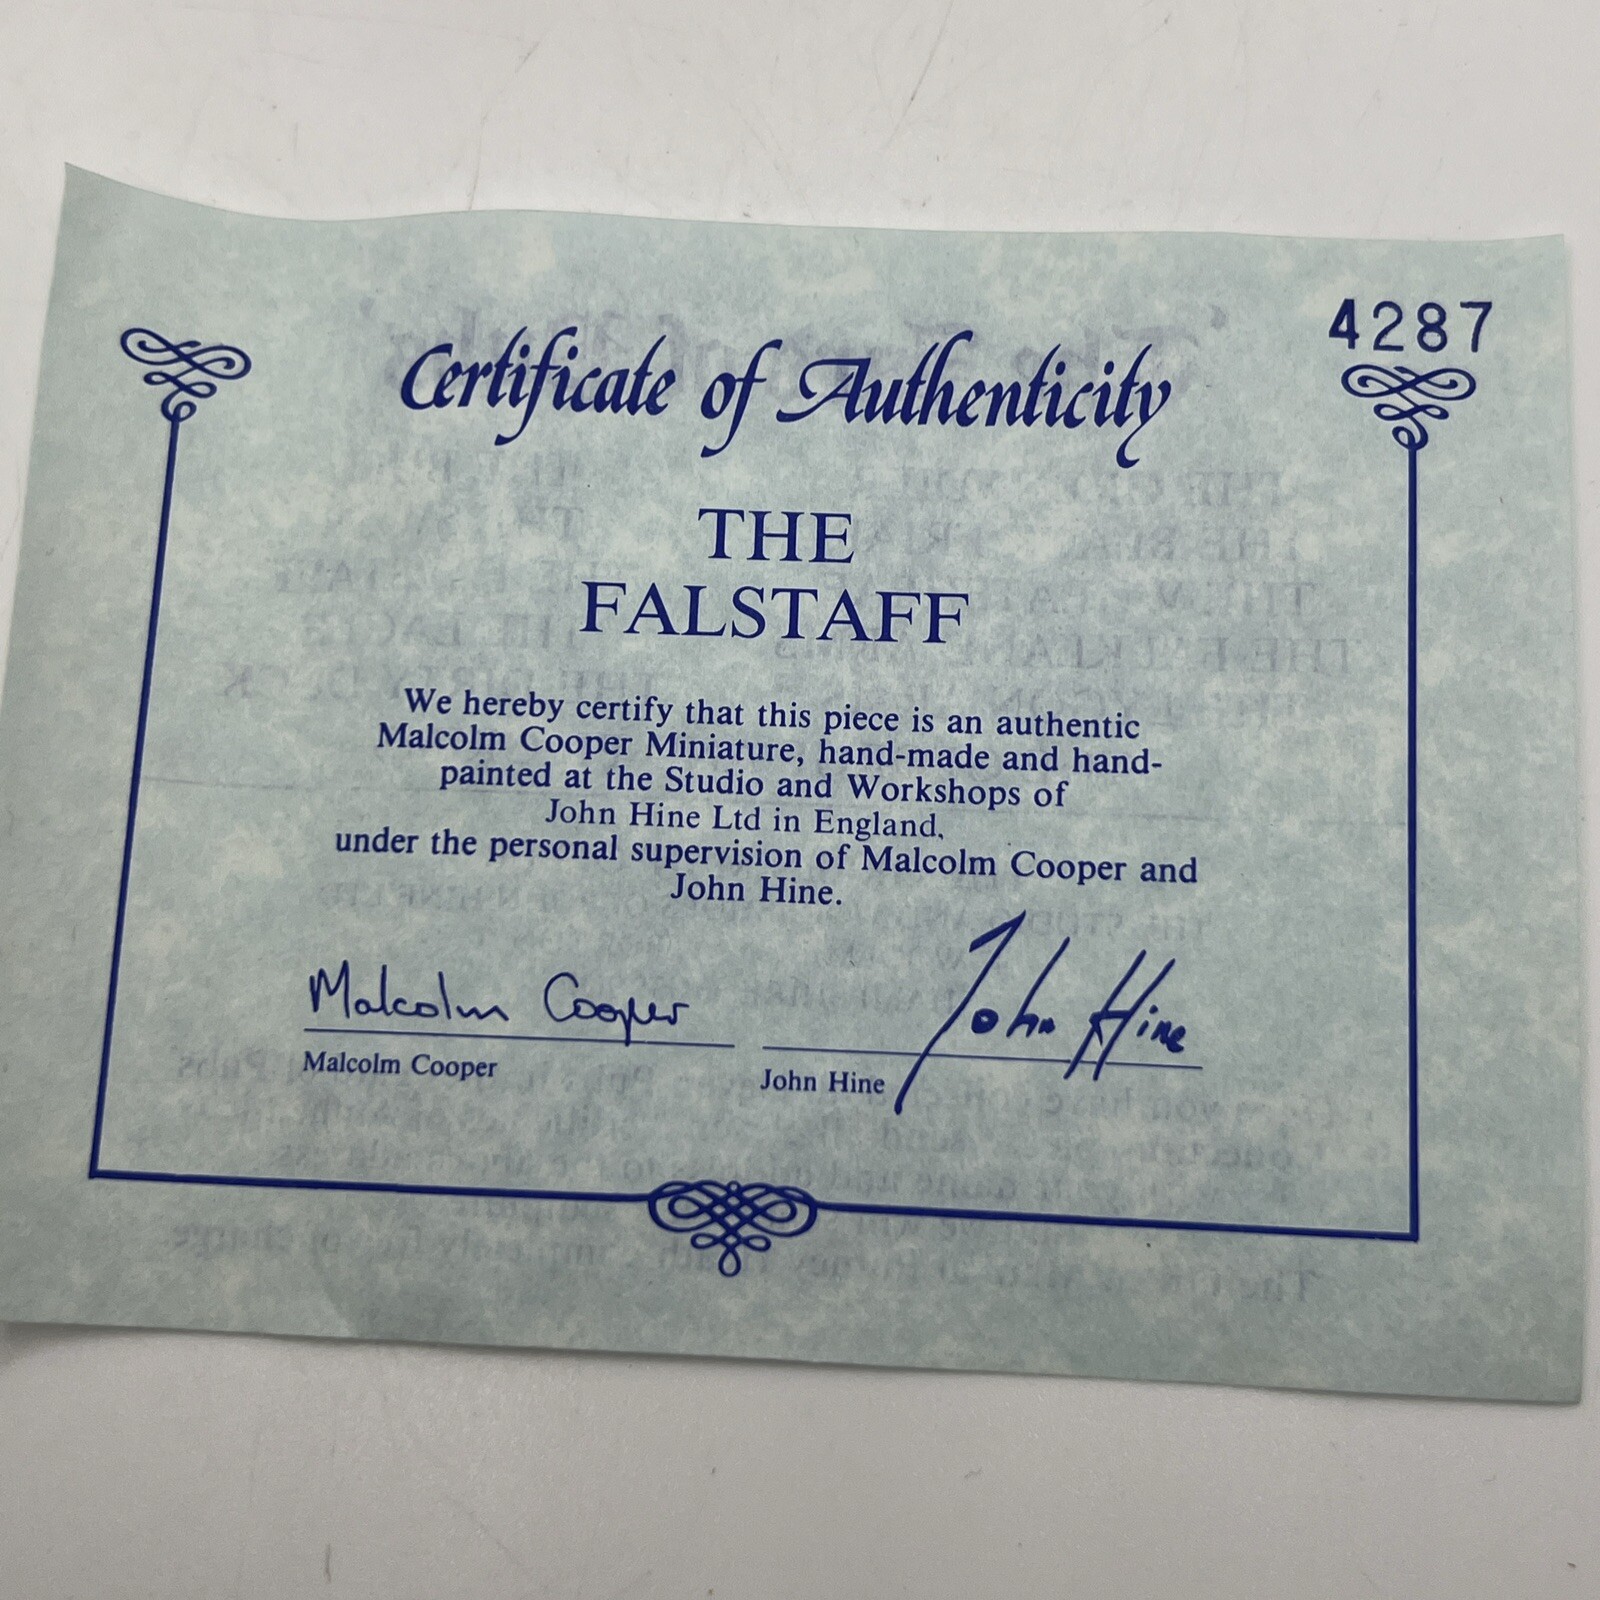 4287
Certificate of Authenticity
THE
FALSTAFF
We hereby certify that this piece is an authentic
Malcolm Cooper Miniature, hand-made and hand-
painted at the Studio and Workshops of
John Hine Ltd in England,
under the personal supervision of Malcolm Cooper and
John Hine.
Malcolm Cooper John Hine
Malcolm Cooper John Hine